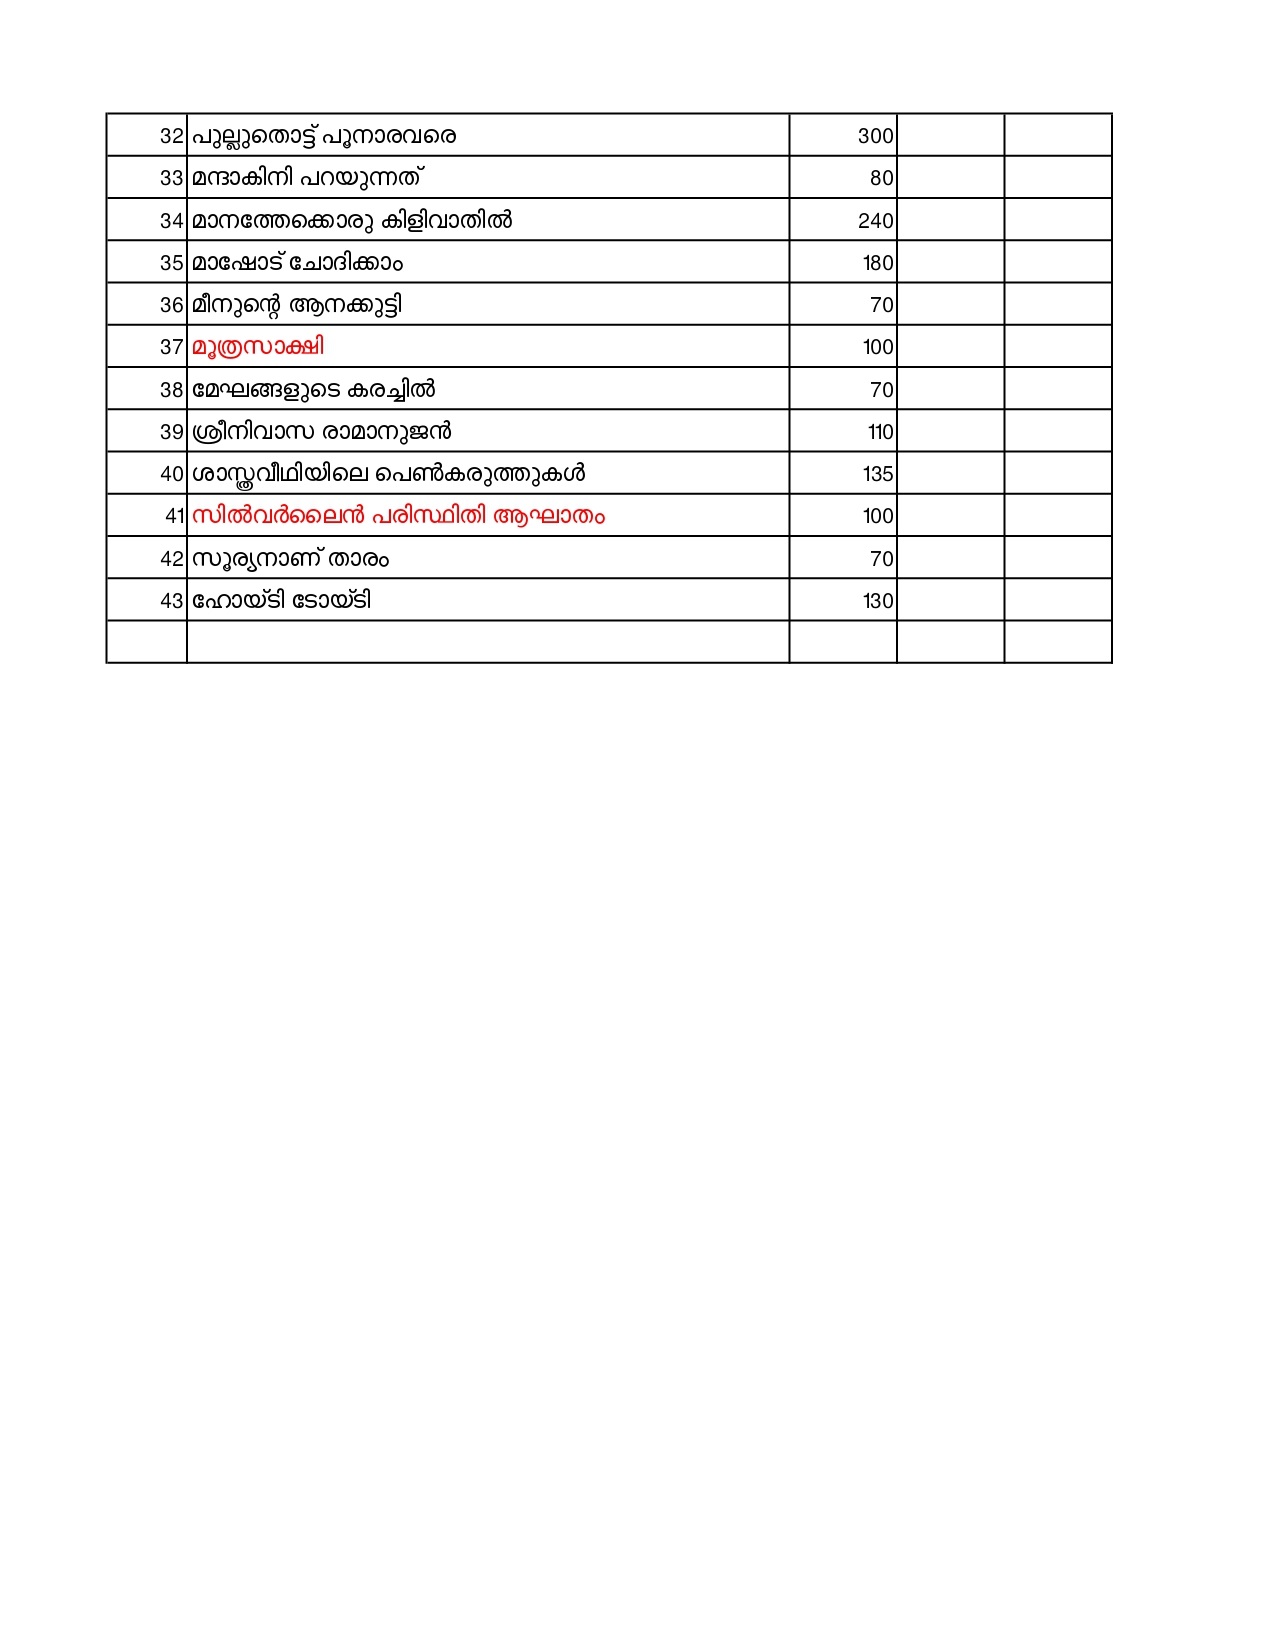 32 പുല്ലുതൊട്ട് പൂനാരവരെ 300
33 മന്ദാകിനി പറയുന്നത് 80
34 മാനത്തേക്കൊരു കിളിവാതിൽ 240
35 മാഷോട് ചോദിക്കാം 180
36 മീനുന്റെ ആനക്കുട്ടി 70
37 മൂത്രസാക്ഷി 100
38 മേഘങ്ങളുടെ കരച്ചിൽ 70
39 ശ്രീനിവാസ രാമാനുജൻ 110
40 ശാസ്ത്രവീഥിയിലെ പെൺകരുത്തുകൾ 135
41 സിൽവർലൈൻ പരിസ്ഥിതി ആഘാതം 100
42 സൂര്യനാണ് താരം 70
43 ഹോയ്ടി ടോയ്ടി 130